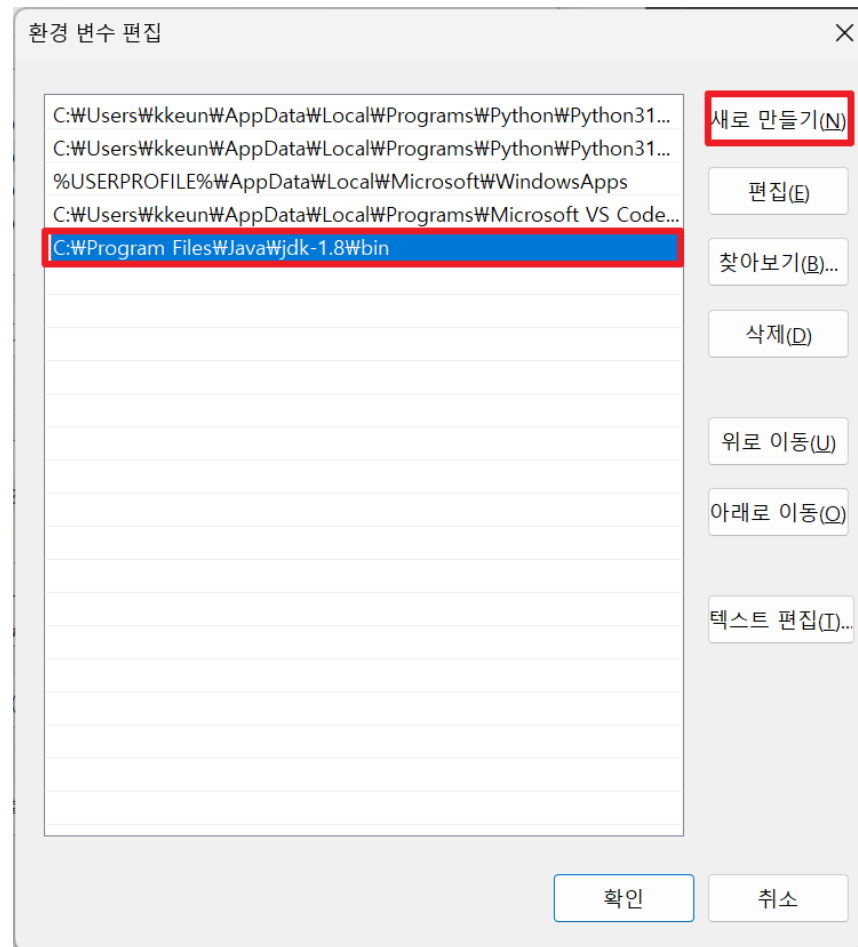 환경 변수 편집
C:₩Users₩kkeun₩AppData₩Local₩Programs₩Python₩Python31...
C:₩Users₩kkeun₩AppData₩Local₩Programs₩Python₩Python31...
%USERPROFILE%₩AppData₩Local₩Microsoft₩WindowsApps
C:₩Users₩kkeun₩AppData₩Local₩Programs₩Microsoft VS Code...
C:₩Program Files₩Java₩jdk-1.8₩bin
새로 만들기(N)
편집(E)
찾아보기(B)...
삭제(D)
위로 이동(U)
아래로 이동(O)
텍스트 편집(T)...
확인
취소